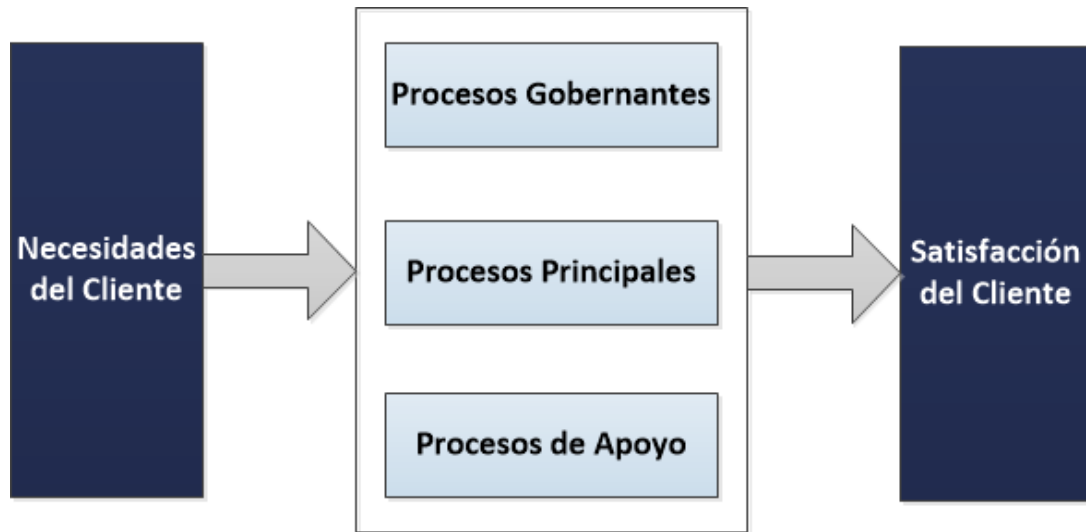 Necesidades
del Cliente
Procesos Gobernantes
Procesos Principales
Procesos de Apoyo
Satisfacción
del Cliente